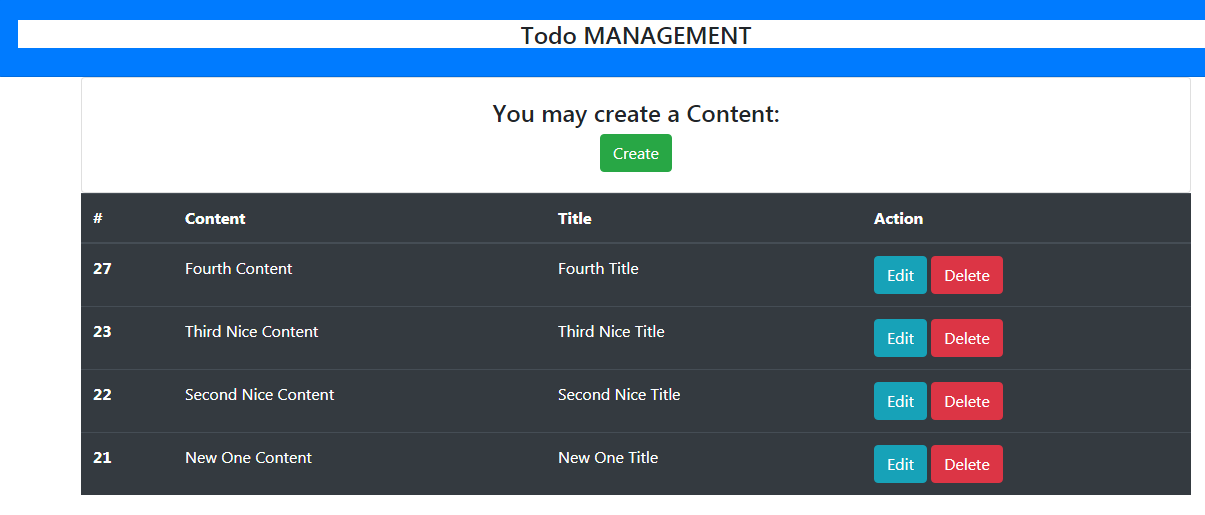 Todo MANAGEMENT
You may create a Content:
Create
# Content Title Action
27 Fourth Content Fourth Title Edit Delete
23 Third Nice Content Third Nice Title Edit Delete
22 Second Nice Content Second Nice Title Edit Delete
21 New One Content New One Title Edit Delete